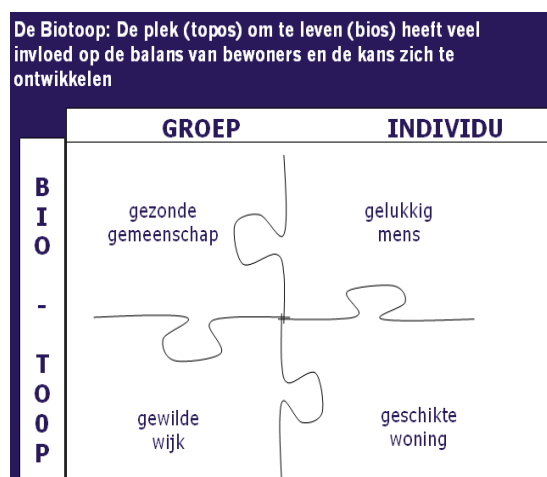 De Biotoop: De plek (topos) om te leven (bios) heeft veel
invloed op de balans van bewoners en de kans zich te
ontwikkelen
GROEP INDIVIDU
B
I
O
-
T
O
O
P
gezonde
gemeenschap
gelukkig
mens
gewilde
wijk
geschikte
woning